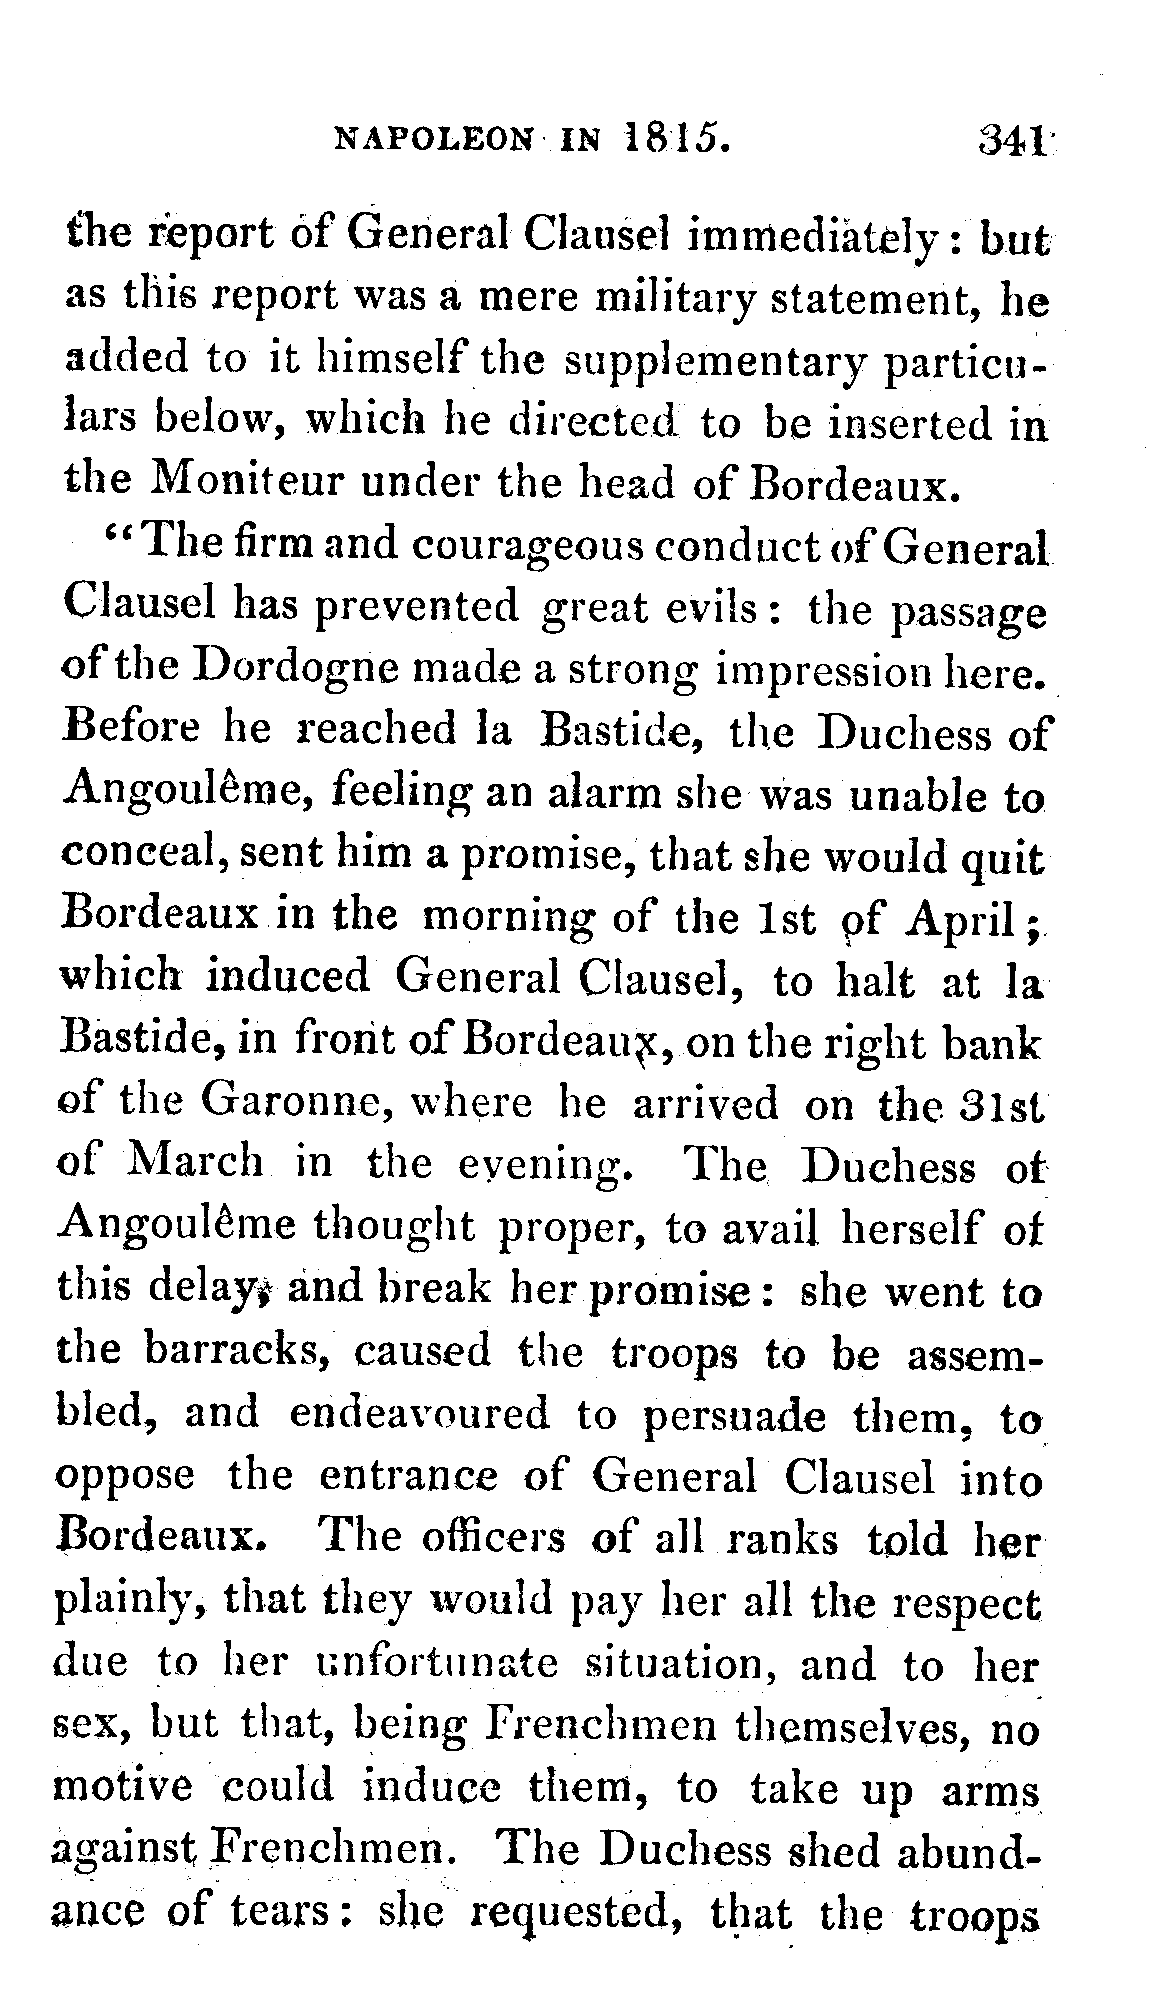 NAPOLEON IN 1815. 341
the report of General Clausel immediately: but
as this report was a mere military statement, he
added to it himself the supplementary particu-
lars below, which he directed to be inserted in
the Moniteur under the head of Bordeaux.
“The firm and courageous conduct of General
Clausel has prevented great evils: the passage
of the Dordogne made a strong impression here.
Before he reached la Bastide, the Duchess of
Angoulême, feeling an alarm she was unable to
conceal, sent him a promise, that she would quit
Bordeaux in the morning of the 1st of April;
which induced General Clausel, to halt at la
Bastide, in front of Bordeaux, on the right bank
of the Garonne, where he arrived on the 31st
of March in the evening. The Duchess of
Angoulême thought proper, to avail herself of
this delay, and break her promise: she went to
the barracks, caused the troops to be assem-
bled, and endeavoured to persuade them, to
oppose the entrance of General Clausel into
Bordeaux. The officers of all ranks told her
plainly, that they would pay her all the respect
due to her unfortunate situation, and to her
sex, but that, being Frenchmen themselves, no
motive could induce them, to take up arms
against Frenchmen. The Duchess shed abund-
ance of tears: she requested, that the troops